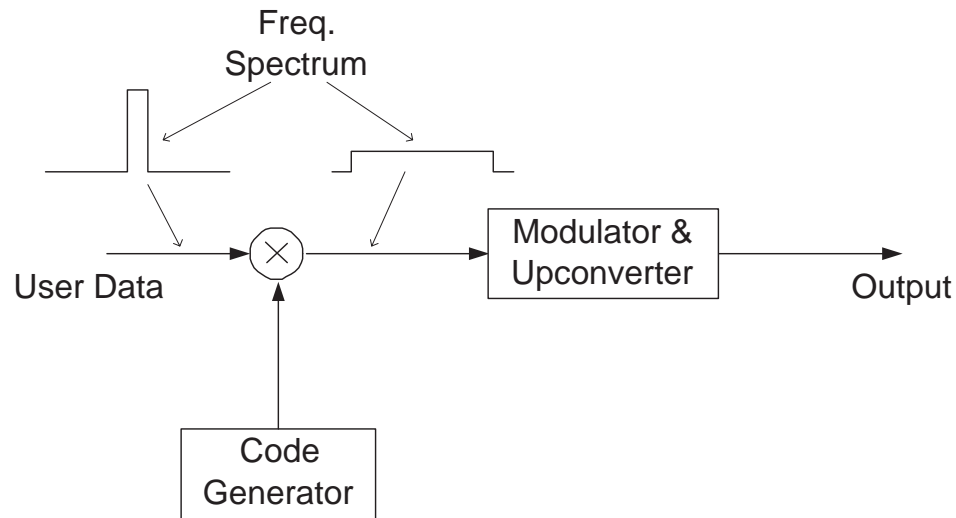 Freq.
Spectrum
User Data
Modulator &
Upconverter
Output
Code
Generator